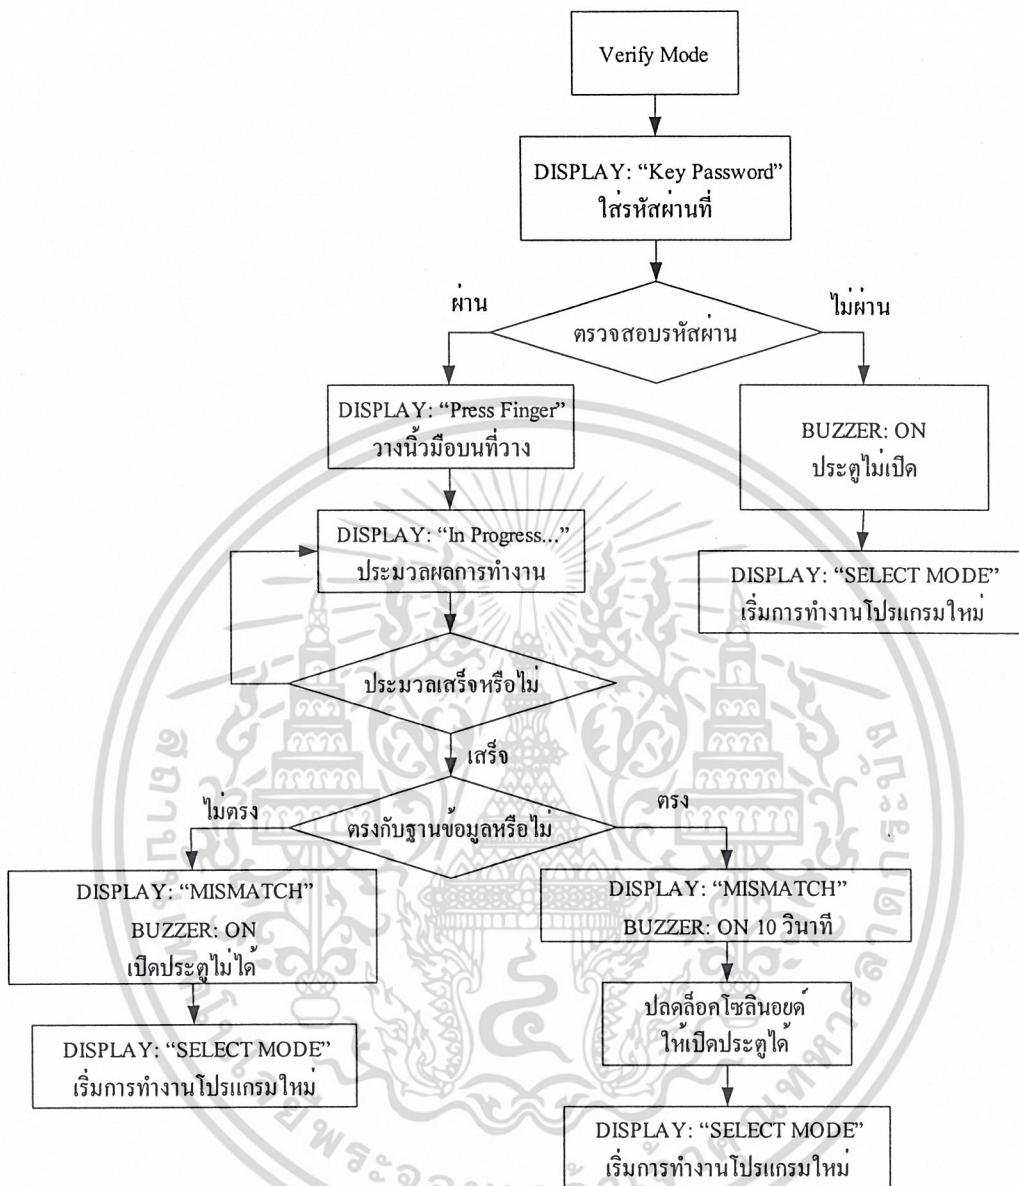 Verify Mode
DISPLAY: “Key Password”
ใส่รหัสผ่านที่
ตรวจสอบรหัสผ่าน
ผ่าน
ไม่ผ่าน
DISPLAY: “Press Finger”
วางนิ้วมือบนที่วาง
BUZZER: ON
ประตูไม่เปิด
DISPLAY: “In Progress...”
ประมวลผลการทำงาน
DISPLAY: “SELECT MODE”
เริ่มการทำงานโปรแกรมใหม่
ประมวลเสร็จหรือไม่
เสร็จ
ตรงกับฐานข้อมูลหรือไม่
ไม่ตรง
ตรง
DISPLAY: “MISMATCH”
BUZZER: ON
เปิดประตูไม่ได้
DISPLAY: “MISMATCH”
BUZZER: ON 10 วินาที
ปลดล็อคโซลินอยด์
ให้เปิดประตูได้
DISPLAY: “SELECT MODE”
เริ่มการทำงานโปรแกรมใหม่
DISPLAY: “SELECT MODE”
เริ่มการทำงานโปรแกรมใหม่